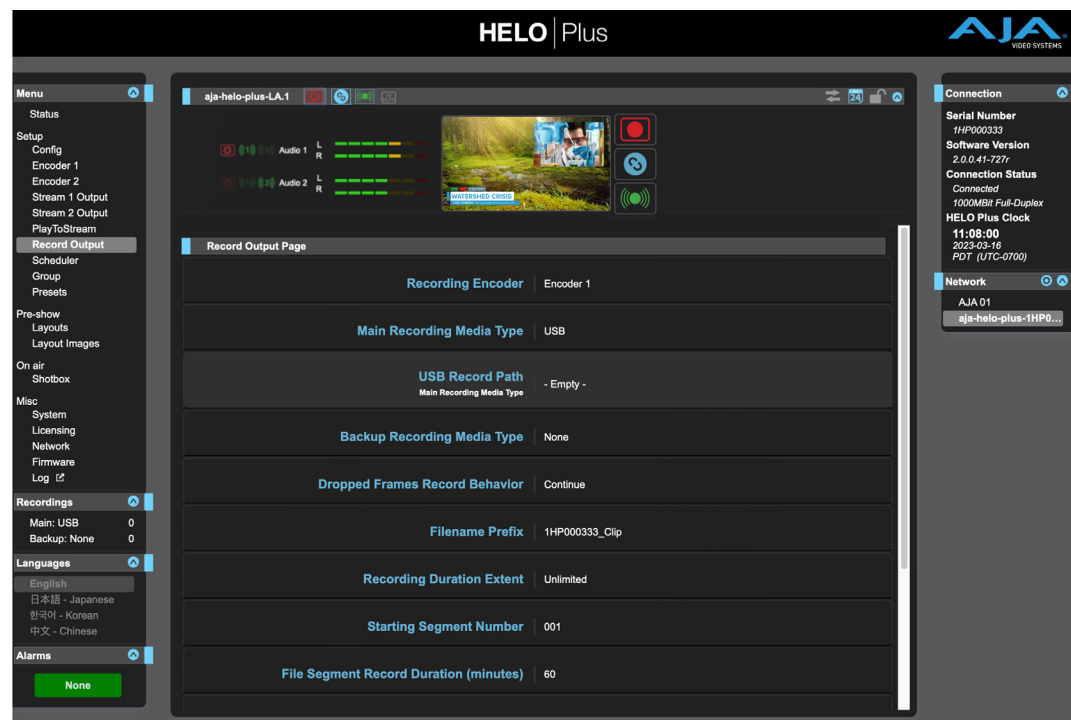 HELO Plus
AJA
VIDEO SYSTEMS
Menu
Status
Setup
Config
Encoder 1
Encoder 2
Stream 1 Output
Stream 2 Output
PlayToStream
Record Output
Scheduler
Group
Presets
Pre-show
Layouts
Layout Images
On air
Shotbox
Misc
System
Licensing
Network
Firmware
Log
Recordings
Main: USB 0
Backup: None 0
Languages
English
日本語 - Japanese
한국어 - Korean
中文 - Chinese
Alarms
None
aja-helo-plus-LA.1
24
1 2 Audio 1 L
R
1 2 Audio 2 L
R
WATERSHED CRISIS
Record Output Page
Recording Encoder Encoder 1
Main Recording Media Type USB
USB Record Path - Empty -
Main Recording Media Type
Backup Recording Media Type None
Dropped Frames Record Behavior Continue
Filename Prefix 1HP000333_Clip
Recording Duration Extent Unlimited
Starting Segment Number 001
File Segment Record Duration (minutes) 60
Connection
Serial Number
1HP000333
Software Version
2.0.0.41-727r
Connection Status
Connected
1000MBit Full-Duplex
HELO Plus Clock
11:08:00
2023-03-16
PDT (UTC-0700)
Network
AJA 01
aja-helo-plus-1HP0...